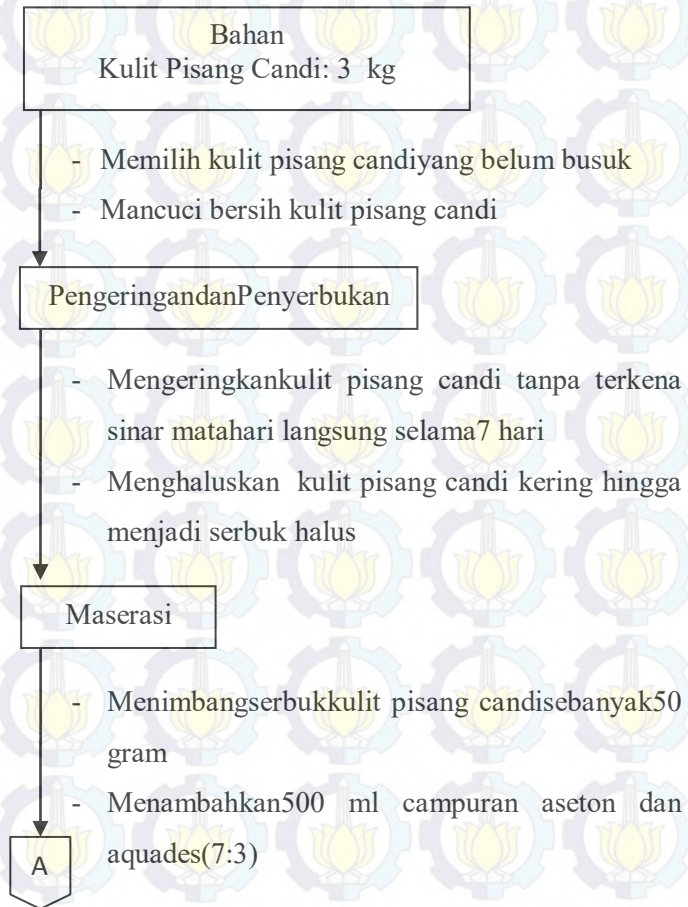 Bahan
Kulit Pisang Candi: 3 kg
- Memilih kulit pisang candiyang belum busuk
- Mancuci bersih kulit pisang candi
PengeringandanPenyerbukan
- Mengeringkankulit pisang candi tanpa terkena
sinar matahari langsung selama7 hari
- Menghaluskan kulit pisang candi kering hingga
menjadi serbuk halus
Maserasi
- Menimbangserbukkulit pisang candisebanyak50
gram
- Menambahkan500 ml campuran aseton dan
aquades(7:3)
A